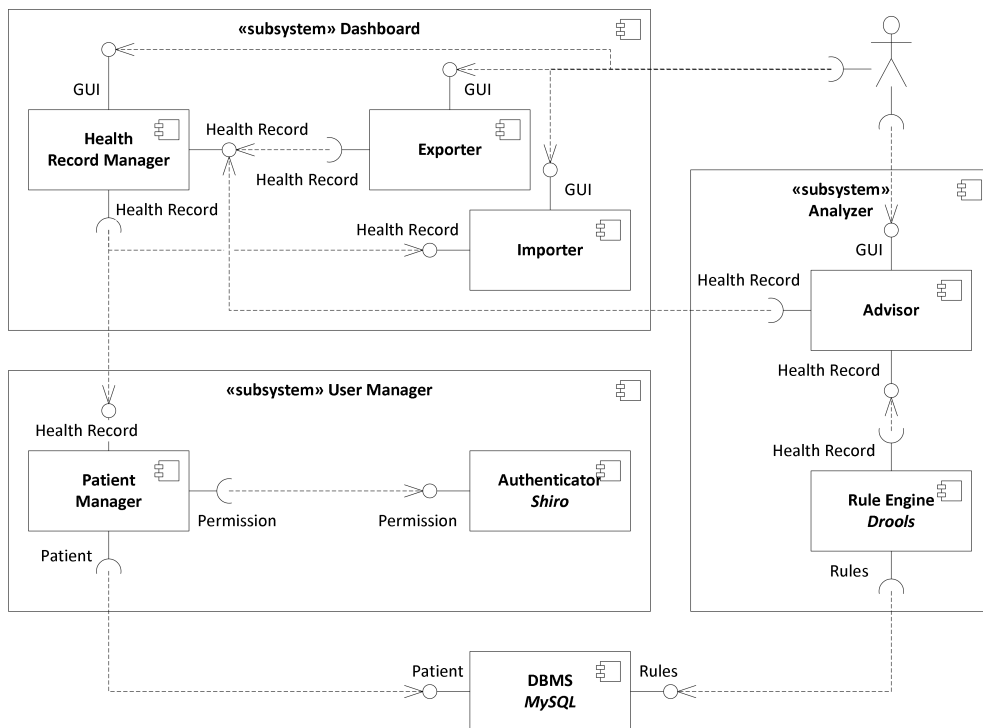 «subsystem» Dashboard
GUI
GUI
Health
Record Manager
Health Record
Exporter
Health Record
GUI
«subsystem»
Analyzer
Health Record
Health Record
Importer
GUI
Health Record
Advisor
«subsystem» User Manager
Health Record
Health Record
Health Record
Patient
Manager
Authenticator
Shiro
Rule Engine
Drools
Permission
Permission
Patient
Rules
Patient
DBMS
MySQL
Rules